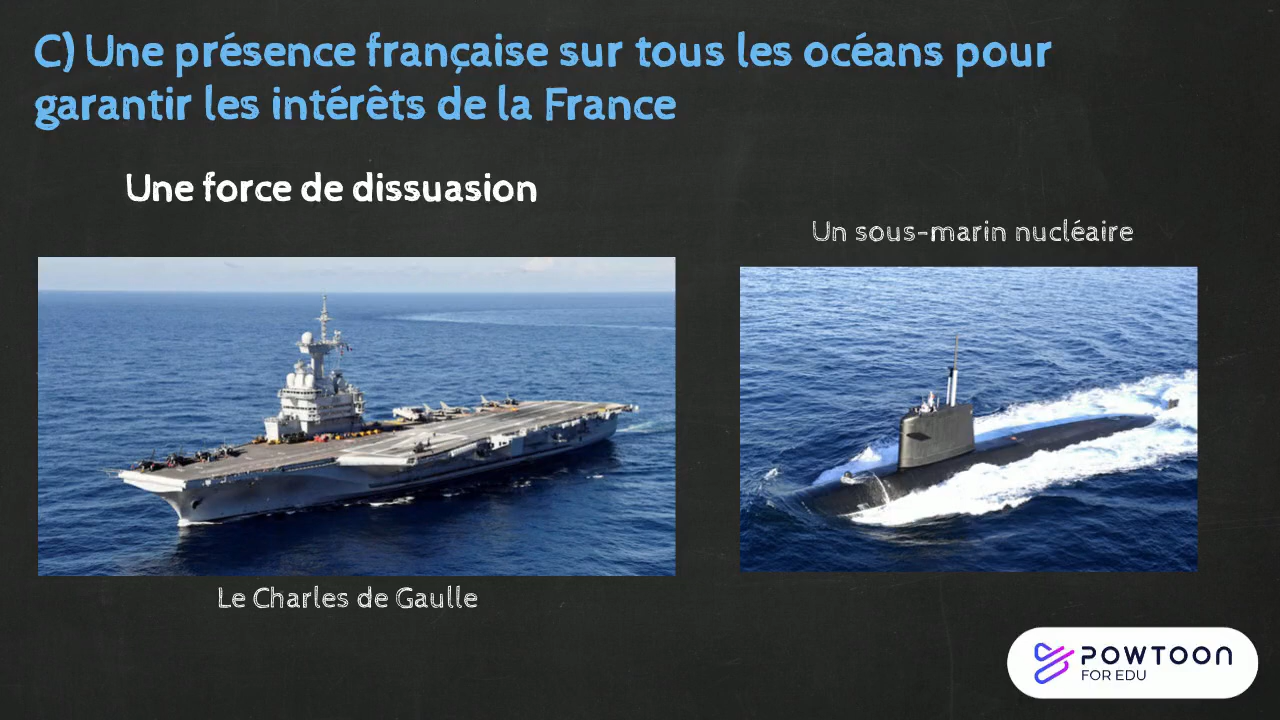 C) Une présence française sur tous les océans pour
garantir les intérêts de la France
Une force de dissuasion
Un sous-marin nucléaire
Le Charles de Gaulle
POWTOON
FOR EDU